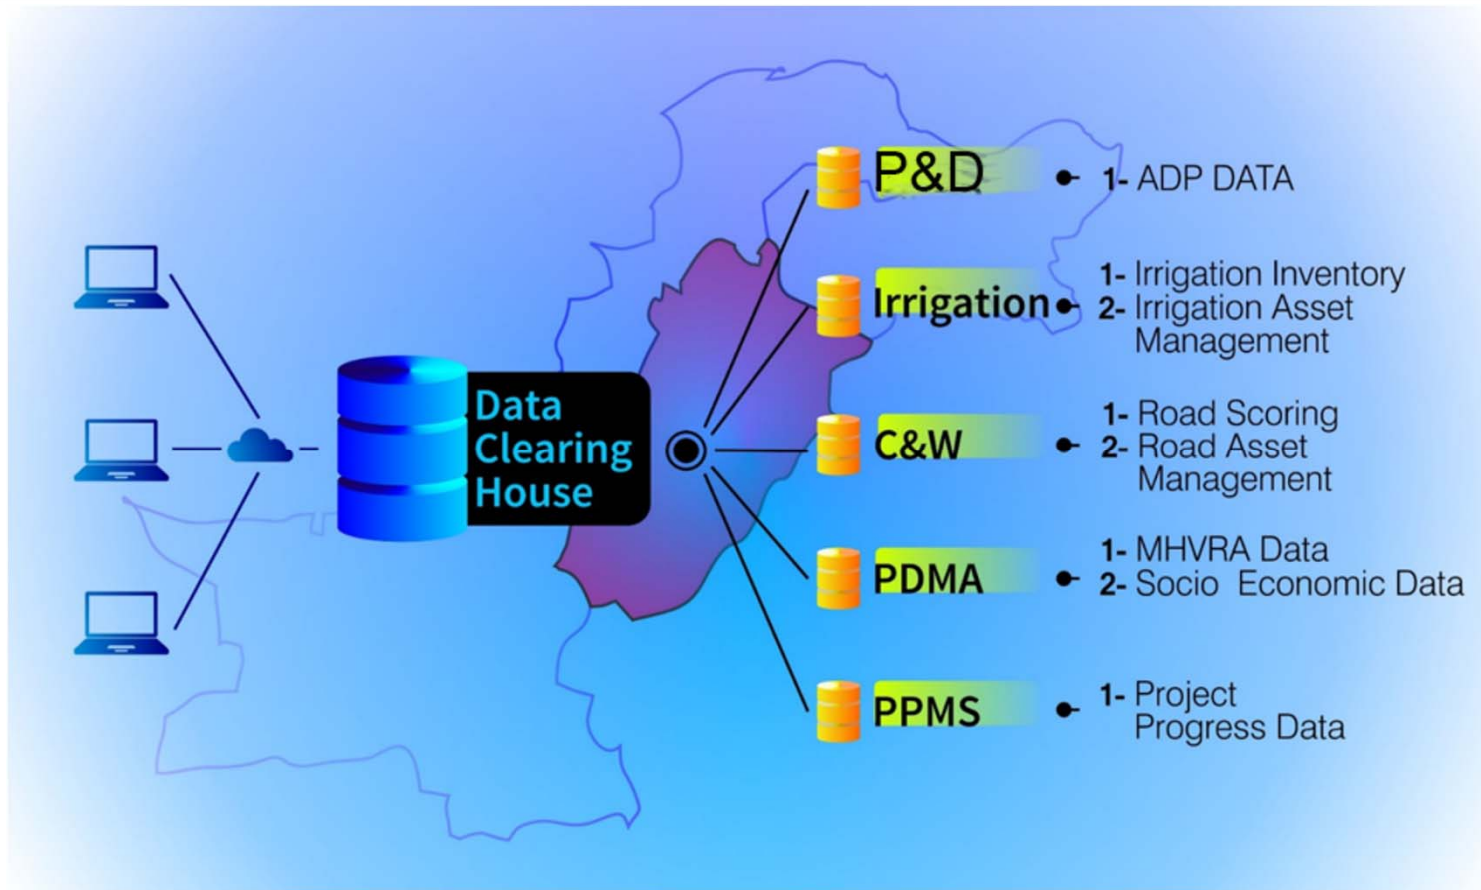 Data
Clearing
House
P&D
1- ADP DATA
Irrigation
1- Irrigation Inventory
2- Irrigation Asset
Management
C&W
1- Road Scoring
2- Road Asset
Management
PDMA
1- MHVRA Data
2- Socio Economic Data
PPMS
1- Project
Progress Data